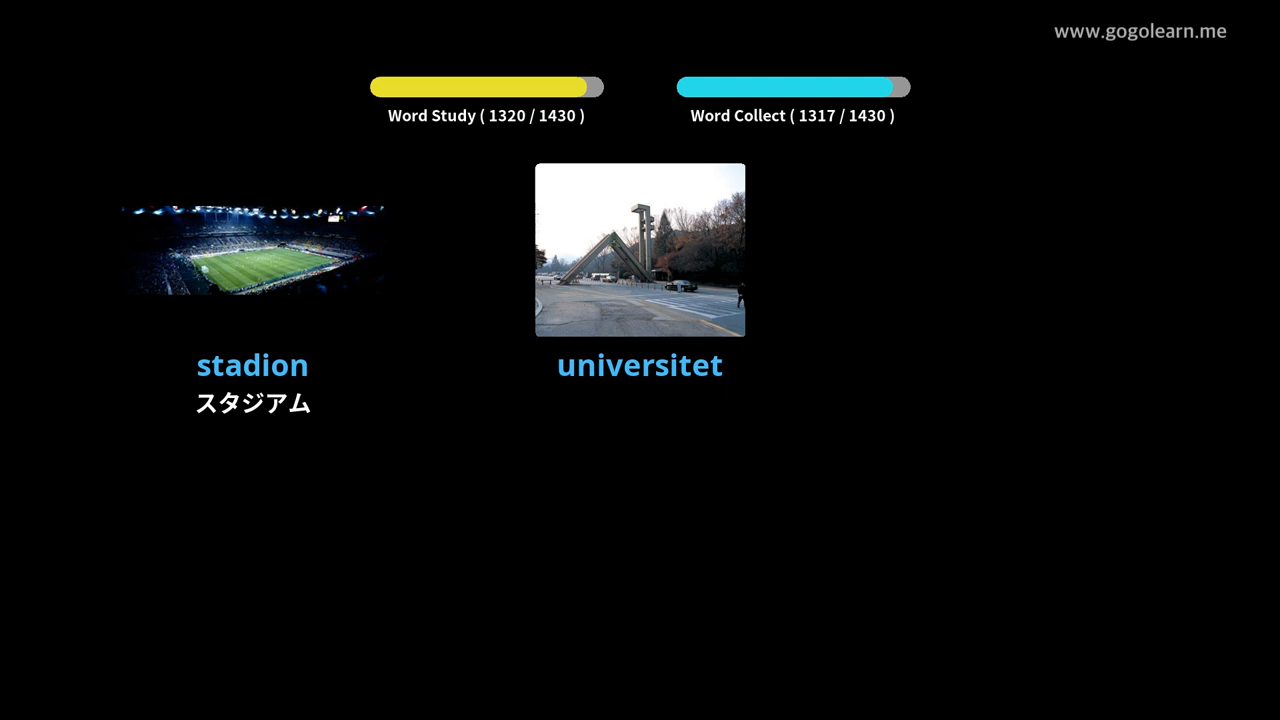 www.gogolearn.me
Word Study ( 1320 / 1430 )
Word Collect ( 1317 / 1430 )
stadion
スタジアム
universitet